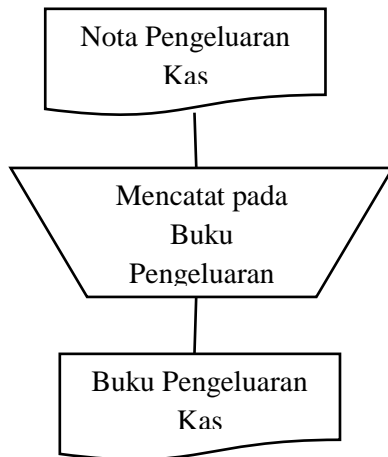 Nota Pengeluaran
Kas
Mencatat pada
Buku
Pengeluaran
Buku Pengeluaran
Kas